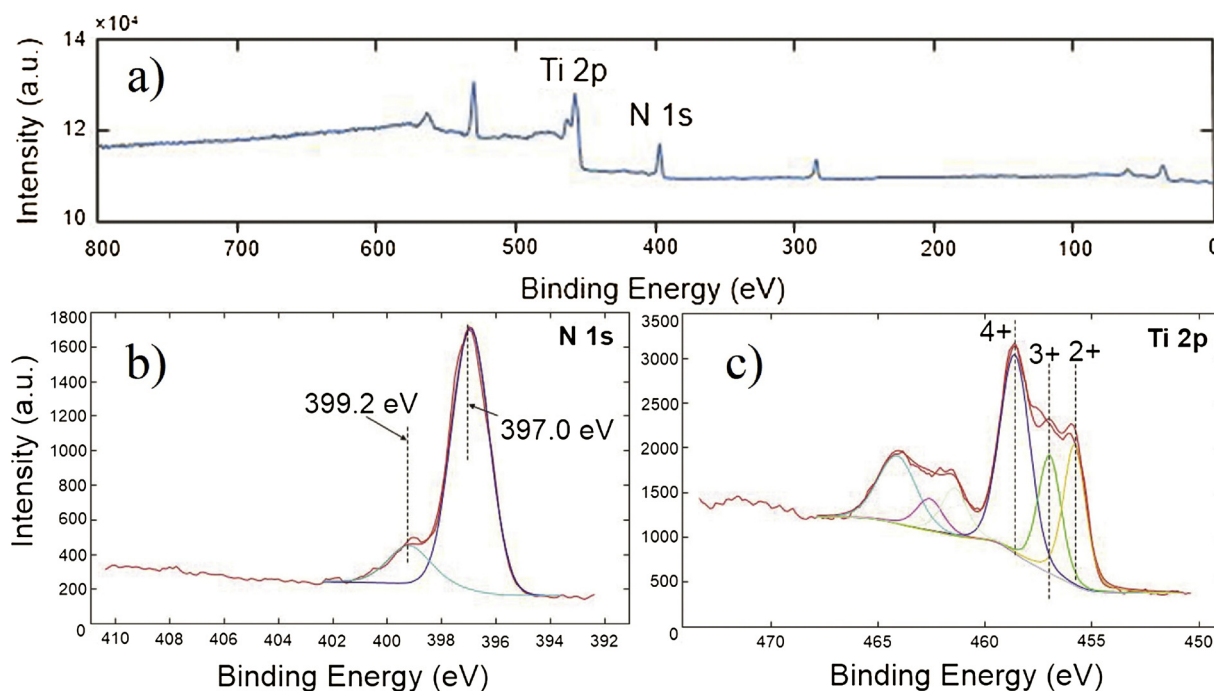 ×10⁴
14
12
10
Intensity (a.u.)
a)
Ti 2p
N 1s
800 700 600 500 400 300 200 100 0
Binding Energy (eV)
1800
1600
1400
1200
1000
800
600
400
200
0
Intensity (a.u.)
b)
N 1s
399.2 eV
397.0 eV
410 408 406 404 402 400 398 396 394 392
Binding Energy (eV)
3500
3000
2500
2000
1500
1000
500
0
c)
4+
3+ 2+
Ti 2p
470 465 460 455 450
Binding Energy (eV)